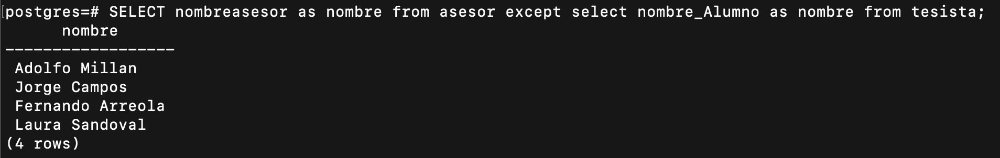 [postgres=# SELECT nombreasesor as nombre from asesor except select nombre_Alumno as nombre from tesista;
nombre
------------------
Adolfo Millan
Jorge Campos
Fernando Arreola
Laura Sandoval
(4 rows)